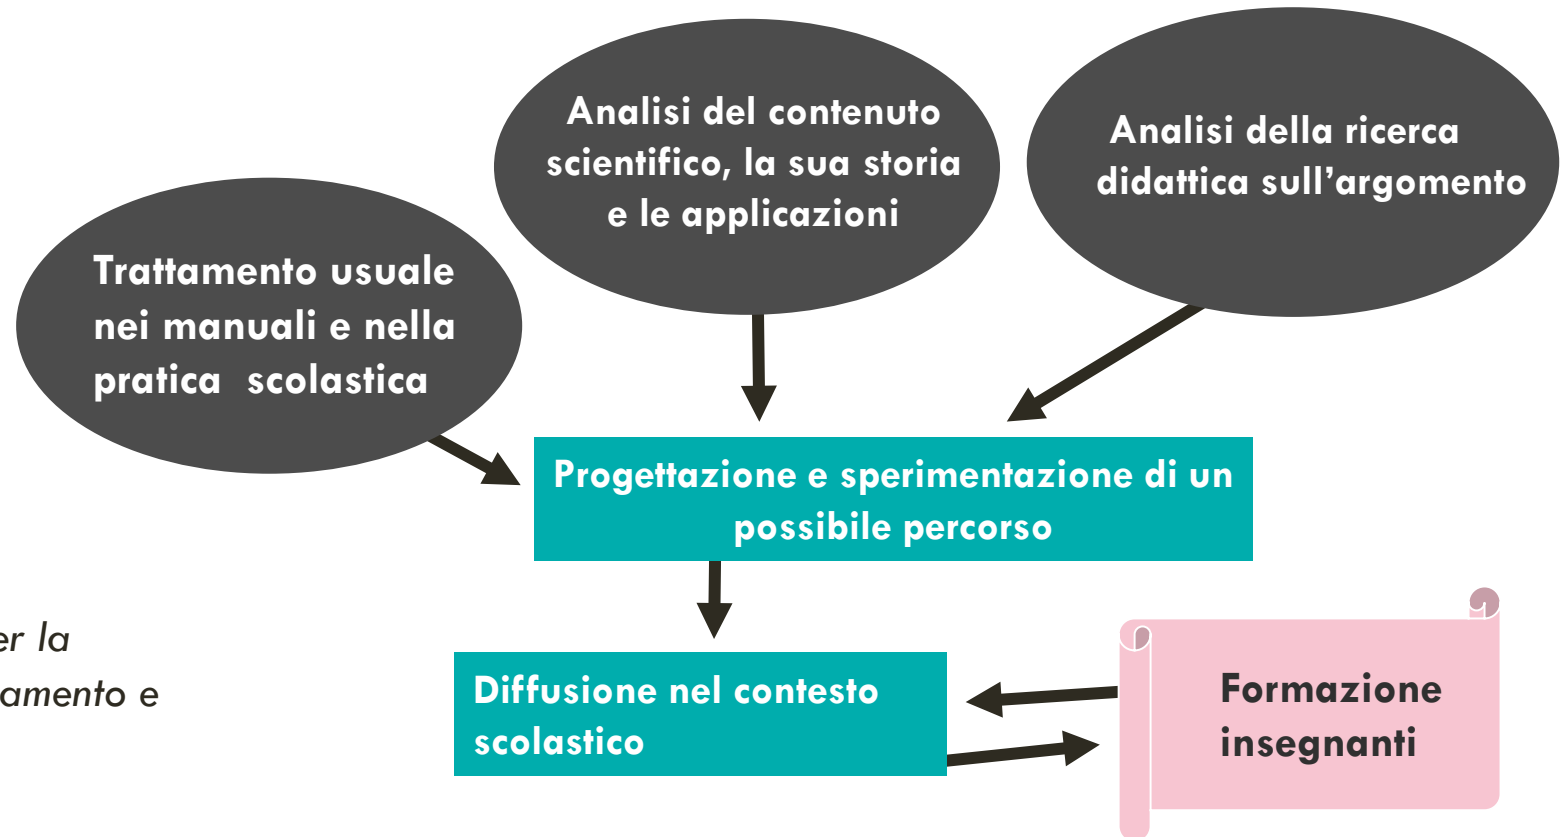 Analisi del contenuto
scientifico, la sua storia
e le applicazioni
Analisi della ricerca
didattica sull’argomento
Trattamento usuale
nei manuali e nella
pratica scolastica
Progettazione e sperimentazione di un
possibile percorso
er la
amento e
Diffusione nel contesto
scolastico
Formazione
insegnanti